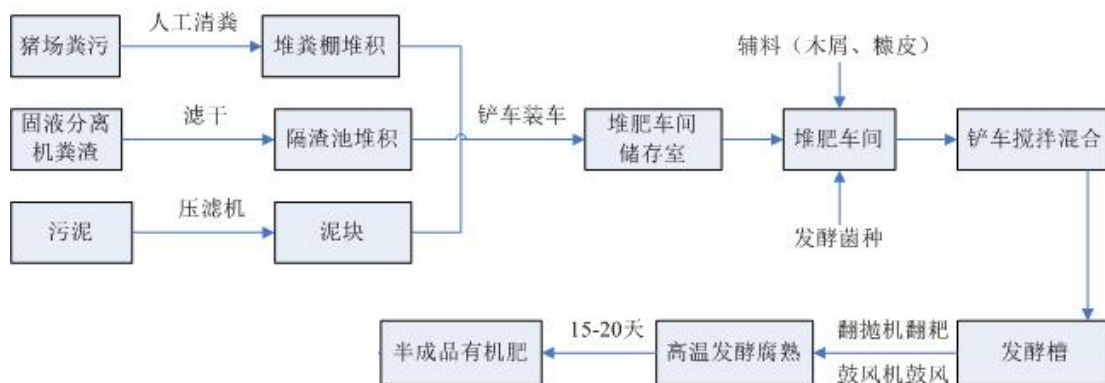 人工清粪
猪场粪污
堆粪棚堆积
辅料（木屑、糠皮）
固液分离
机粪渣
滤干
隔渣池堆积
铲车装车
堆肥车间
储存室
堆肥车间
铲车搅拌混合
污泥
压滤机
泥块
发酵菌种
半成品有机肥
15-20天
高温发酵腐熟
翻抛机翻耙
鼓风机鼓风
发酵槽